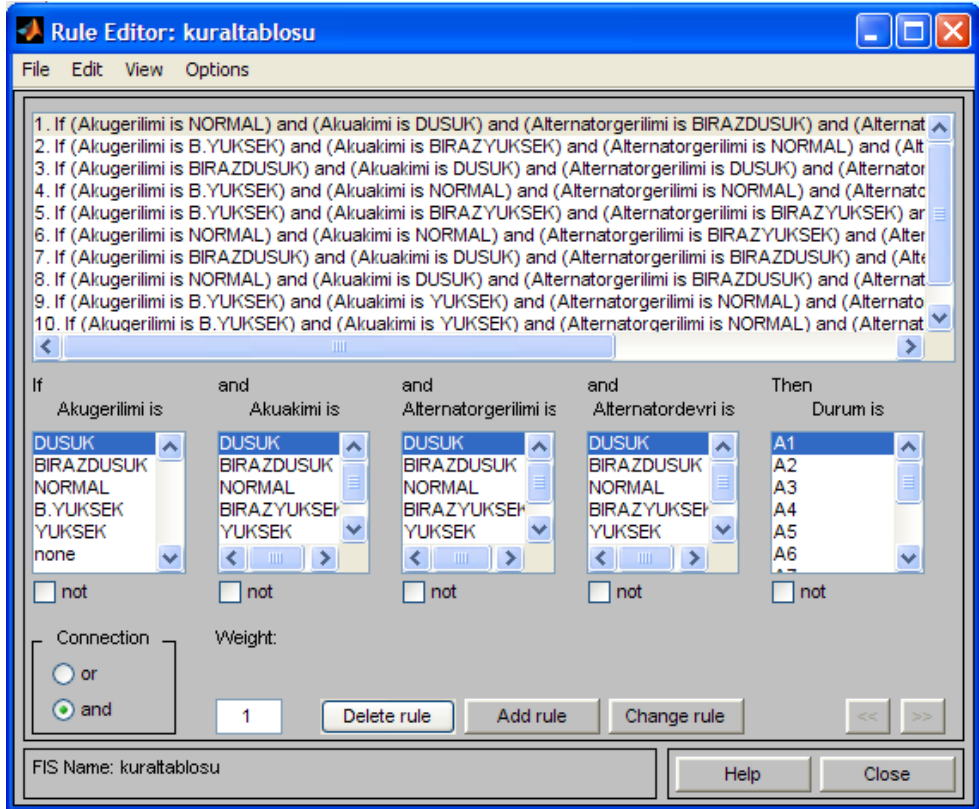 Rule Editor: kuraltablosu
File Edit View Options
1. If (Akugerilimi is NORMAL) and (Akuakimi is DUSUK) and (Alternatorgerilimi is BIRAZDUSUK) and (Alternat
2. If (Akugerilimi is B.YUKSEK) and (Akuakimi is BIRAZYUKSEK) and (Alternatorgerilimi is NORMAL) and (Alt
3. If (Akugerilimi is BIRAZDUSUK) and (Akuakimi is DUSUK) and (Alternatorgerilimi is DUSUK) and (Alternator
4. If (Akugerilimi is B.YUKSEK) and (Akuakimi is NORMAL) and (Alternatorgerilimi is NORMAL) and (Alternato
5. If (Akugerilimi is B.YUKSEK) and (Akuakimi is BIRAZYUKSEK) and (Alternatorgerilimi is BIRAZYUKSEK) ar
6. If (Akugerilimi is NORMAL) and (Akuakimi is NORMAL) and (Alternatorgerilimi is BIRAZYUKSEK) and (Alter
7. If (Akugerilimi is BIRAZDUSUK) and (Akuakimi is DUSUK) and (Alternatorgerilimi is BIRAZDUSUK) and (Alte
8. If (Akugerilimi is NORMAL) and (Akuakimi is DUSUK) and (Alternatorgerilimi is BIRAZDUSUK) and (Alternat
9. If (Akugerilimi is B.YUKSEK) and (Akuakimi is YUKSEK) and (Alternatorgerilimi is NORMAL) and (Alternato
10. If (Akugerilimi is B.YUKSEK) and (Akuakimi is YUKSEK) and (Alternatorgerilimi is NORMAL) and (Alternat
If and and and Then
Akugerilimi is Akuakimi is Alternatorgerilimi is Alternatordevri is Durum is
DUSUK DUSUK DUSUK DUSUK A1
BIRAZDUSUK BIRAZDUSUK BIRAZDUSUK BIRAZDUSUK A2
NORMAL NORMAL NORMAL NORMAL A3
B.YUKSEK BIRAZYUKSEK BIRAZYUKSEK BIRAZYUKSEK A4
YUKSEK YUKSEK YUKSEK YUKSEK A5
none A6
A7
not not not not not
Connection Weight:
or
and 1 Delete rule Add rule Change rule << >>
FIS Name: kuraltablosu Help Close